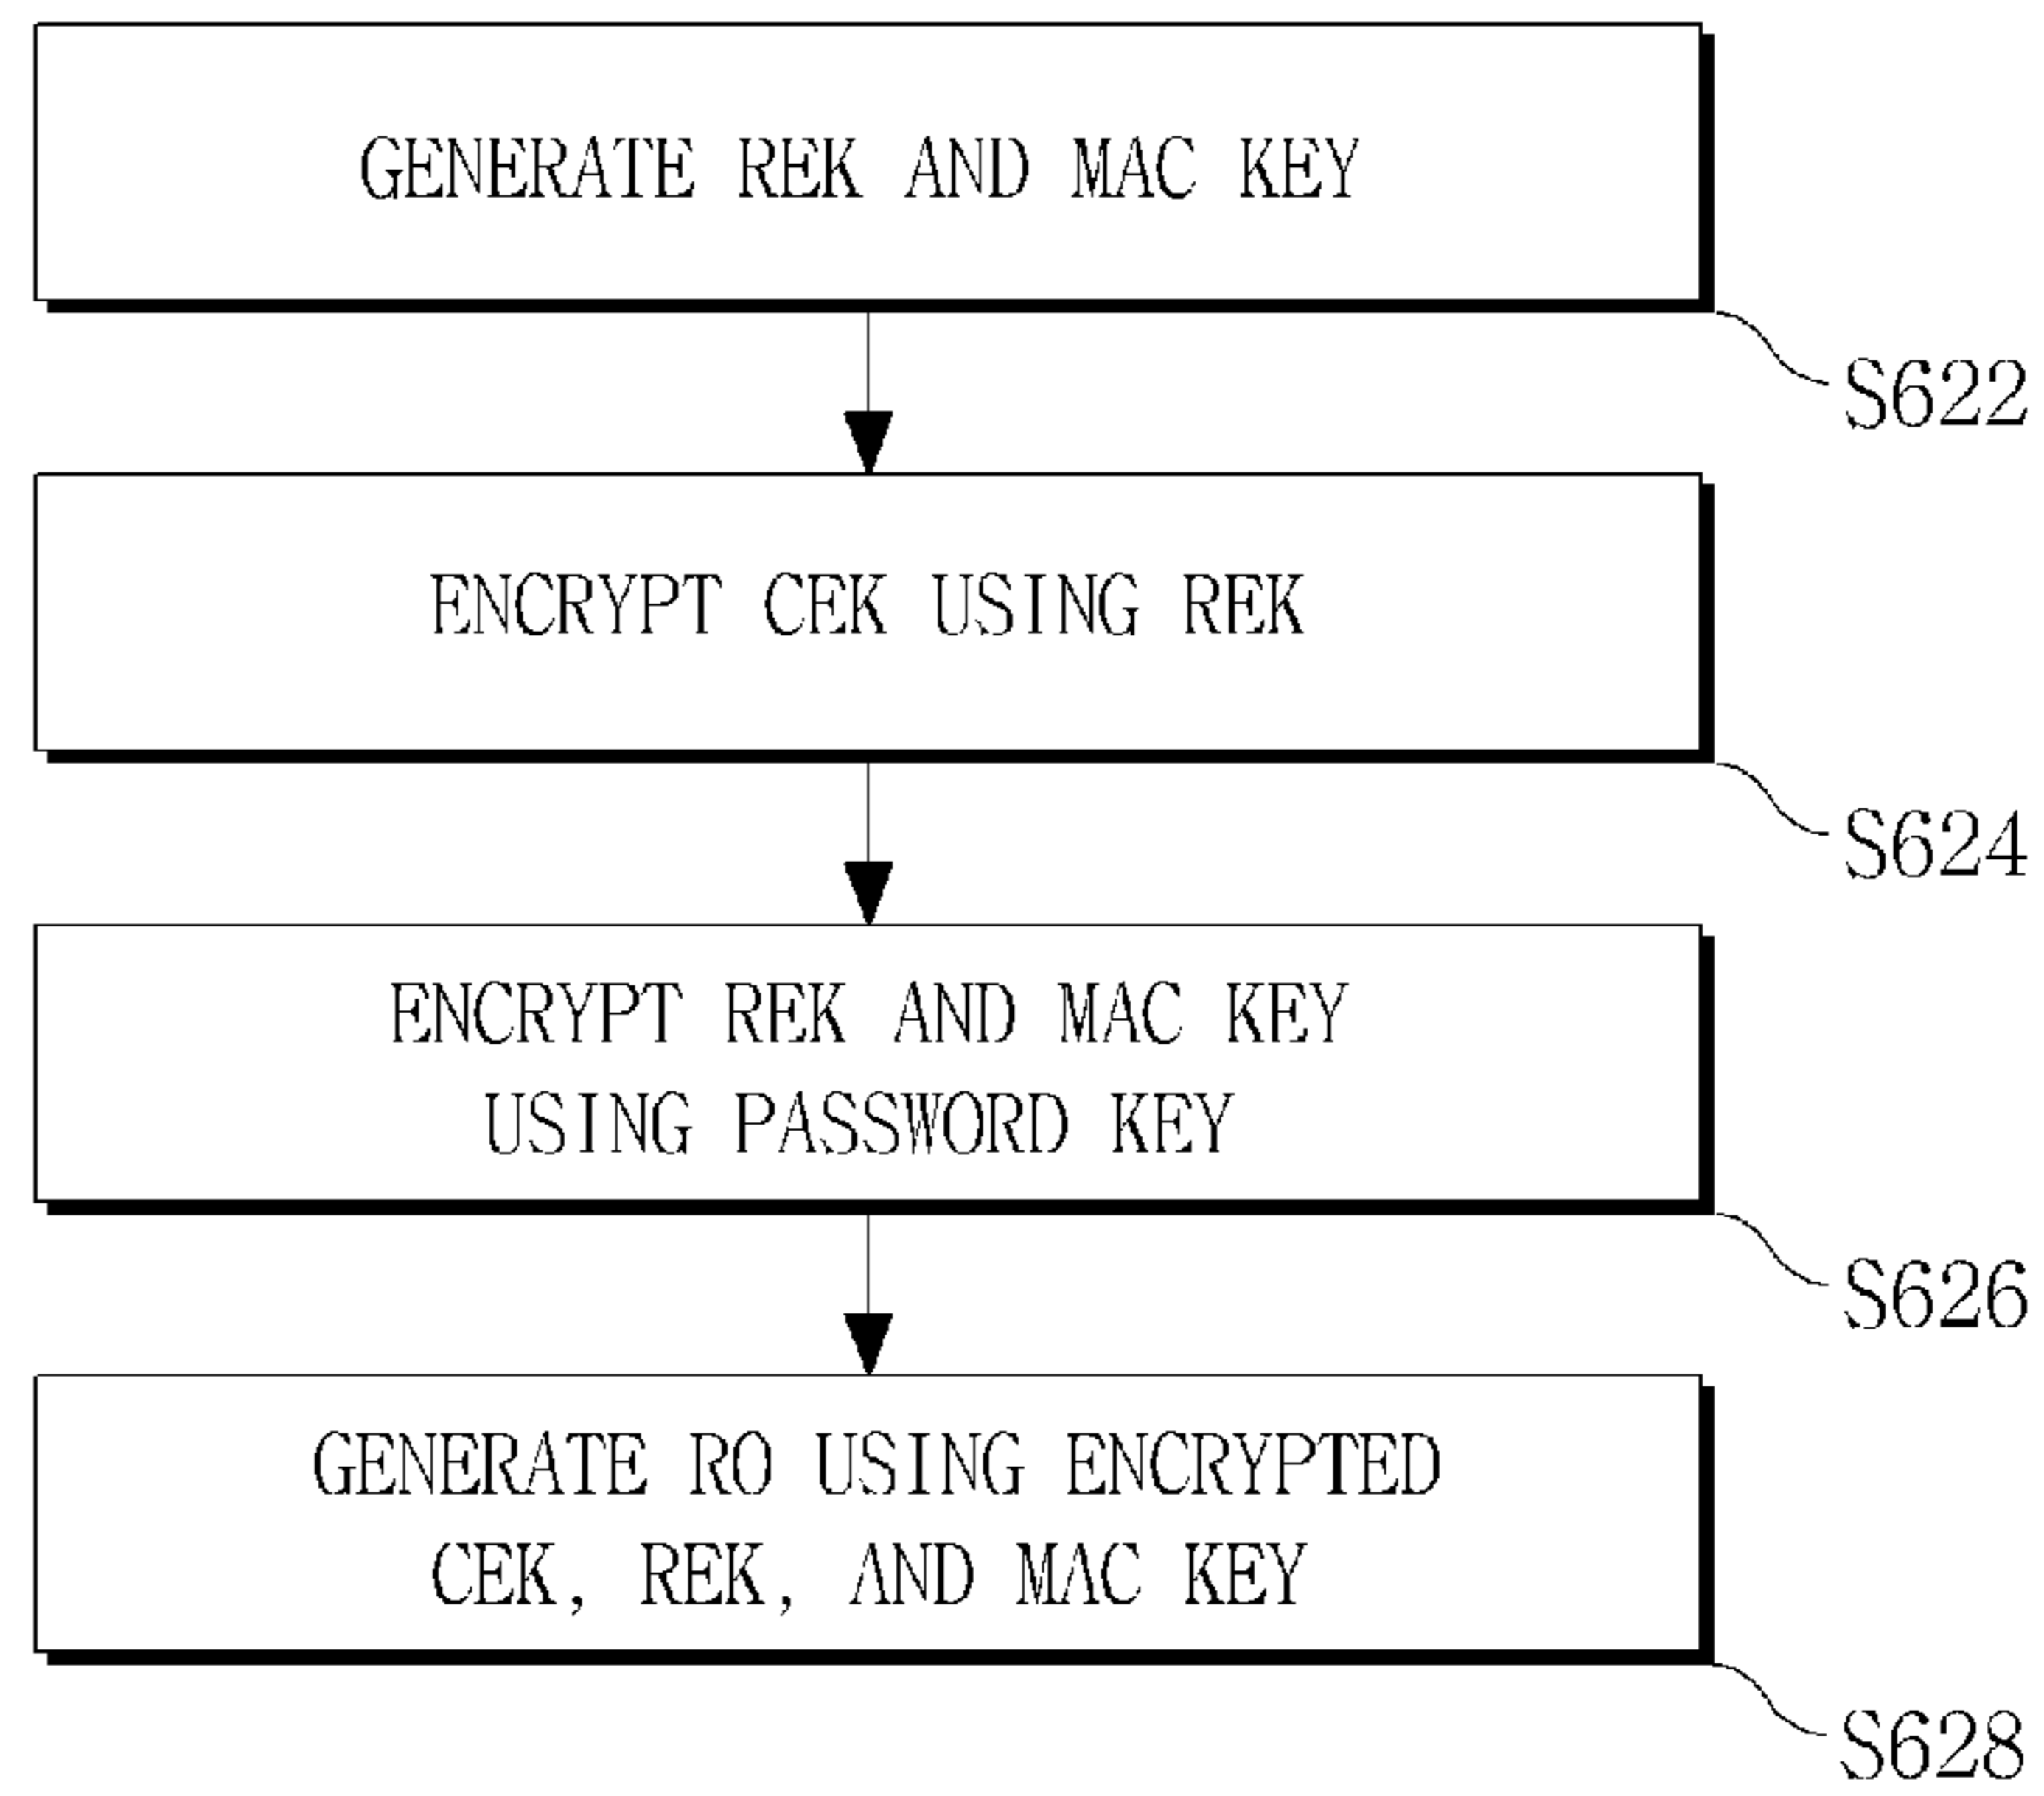 GENERATE REK AND MAC KEY
S622
ENCRYPT CEK USING REK
S624
ENCRYPT REK AND MAC KEY
USING PASSWORD KEY
S626
GENERATE RO USING ENCRYPTED
CEK, REK, AND MAC KEY
S628